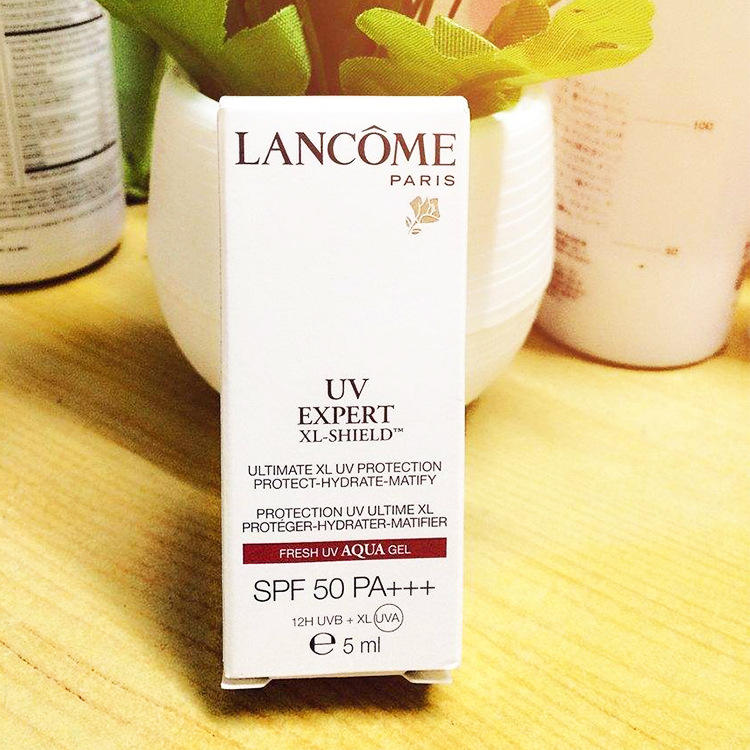 LANCÔME
PARIS
UV
EXPERT
XL-SHIELD™
ULTIMATE XL UV PROTECTION
PROTECT-HYDRATE-MATIFY
PROTECTION UV ULTIME XL
PROTÉGER-HYDRATER-MATIFIER
FRESH UV AQUA GEL
SPF 50 PA+++
12H UVB + XL UVA
℮ 5 ml